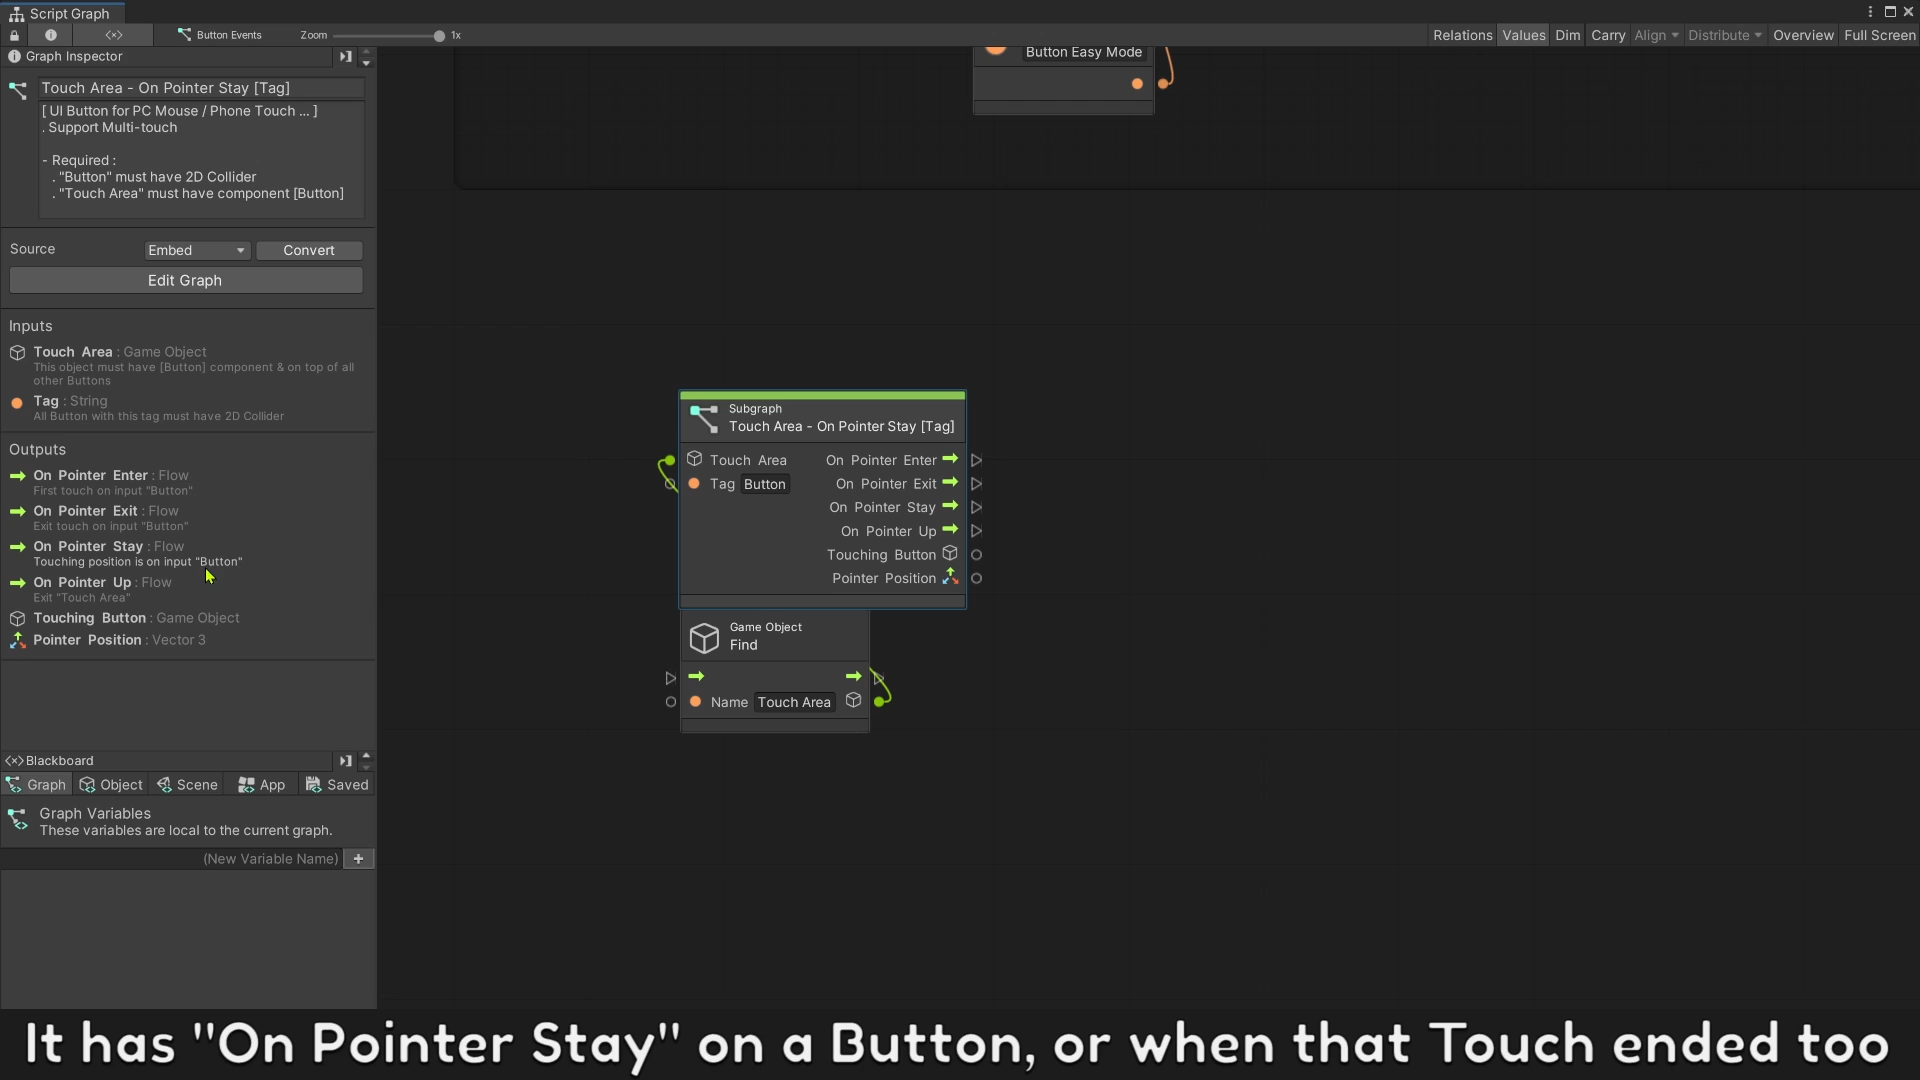 Script Graph
Button Events
Zoom
1x
Relations
Values
Dim
Carry
Align
Distribute
Overview
Full Screen
Graph Inspector
Touch Area - On Pointer Stay [Tag]
[ UI Button for PC Mouse / Phone Touch ... ]
. Support Multi-touch
- Required :
. "Button" must have 2D Collider
. "Touch Area" must have component [Button]
Source
Embed
Convert
Edit Graph
Inputs
Touch Area : Game Object
This object must have [Button] component & on top of all
other Buttons
Tag : String
All Button with this tag must have 2D Collider
Outputs
On Pointer Enter : Flow
First touch on input "Button"
On Pointer Exit : Flow
Exit touch on input "Button"
On Pointer Stay : Flow
Touching position is on input "Button"
On Pointer Up : Flow
Exit "Touch Area"
Touching Button : Game Object
Pointer Position : Vector 3
Blackboard
Graph
Object
Scene
App
Saved
Graph Variables
These variables are local to the current graph.
(New Variable Name)
Button Easy Mode
Subgraph
Touch Area - On Pointer Stay [Tag]
Touch Area
On Pointer Enter
Tag Button
On Pointer Exit
On Pointer Stay
On Pointer Up
Touching Button
Pointer Position
Game Object
Find
Name Touch Area
It has "On Pointer Stay" on a Button, or when that Touch ended too